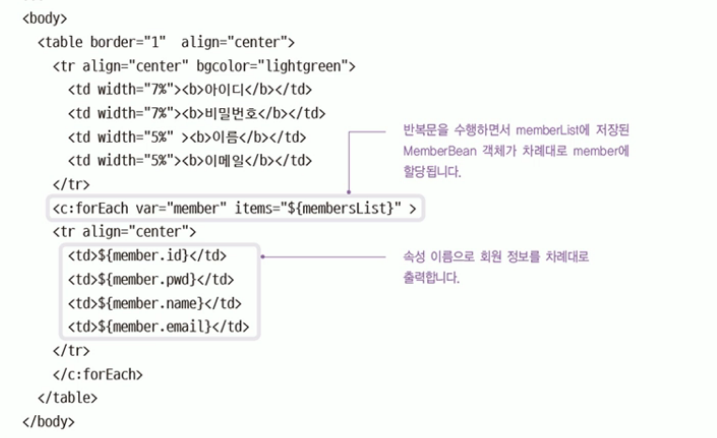 <body>
<table border="1" align="center">
<tr align="center" bgcolor="lightgreen">
<td width="7%"><b>아이디</b></td>
<td width="7%"><b>비밀번호</b></td>
<td width="5%" ><b>이름</b></td>
<td width="5%"><b>이메일</b></td>
</tr>
<c:forEach var="member" items="${membersList}" >
<tr align="center">
<td>${member.id}</td>
<td>${member.pwd}</td>
<td>${member.name}</td>
<td>${member.email}</td>
</tr>
</c:forEach>
</table>
</body>
반복문을 수행하면서 memberList에 저장된
MemberBean 객체가 차례대로 member에
할당됩니다.
속성 이름으로 회원 정보를 차례대로
출력합니다.